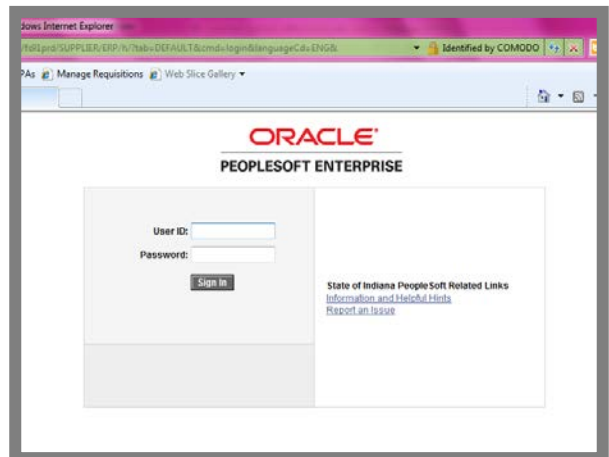 dows Internet Explorer
/fs91prd/SUPPLIER/ERP/h/?tab=DEFAULT&cmd=login&languageCd=ENG&
Identified by COMODO
PAs Manage Requisitions Web Slice Gallery
ORACLE
PEOPLESOFT ENTERPRISE
User ID:
Password:
Sign In
State of Indiana PeopleSoft Related Links
Information and Helpful Hints
Report an Issue